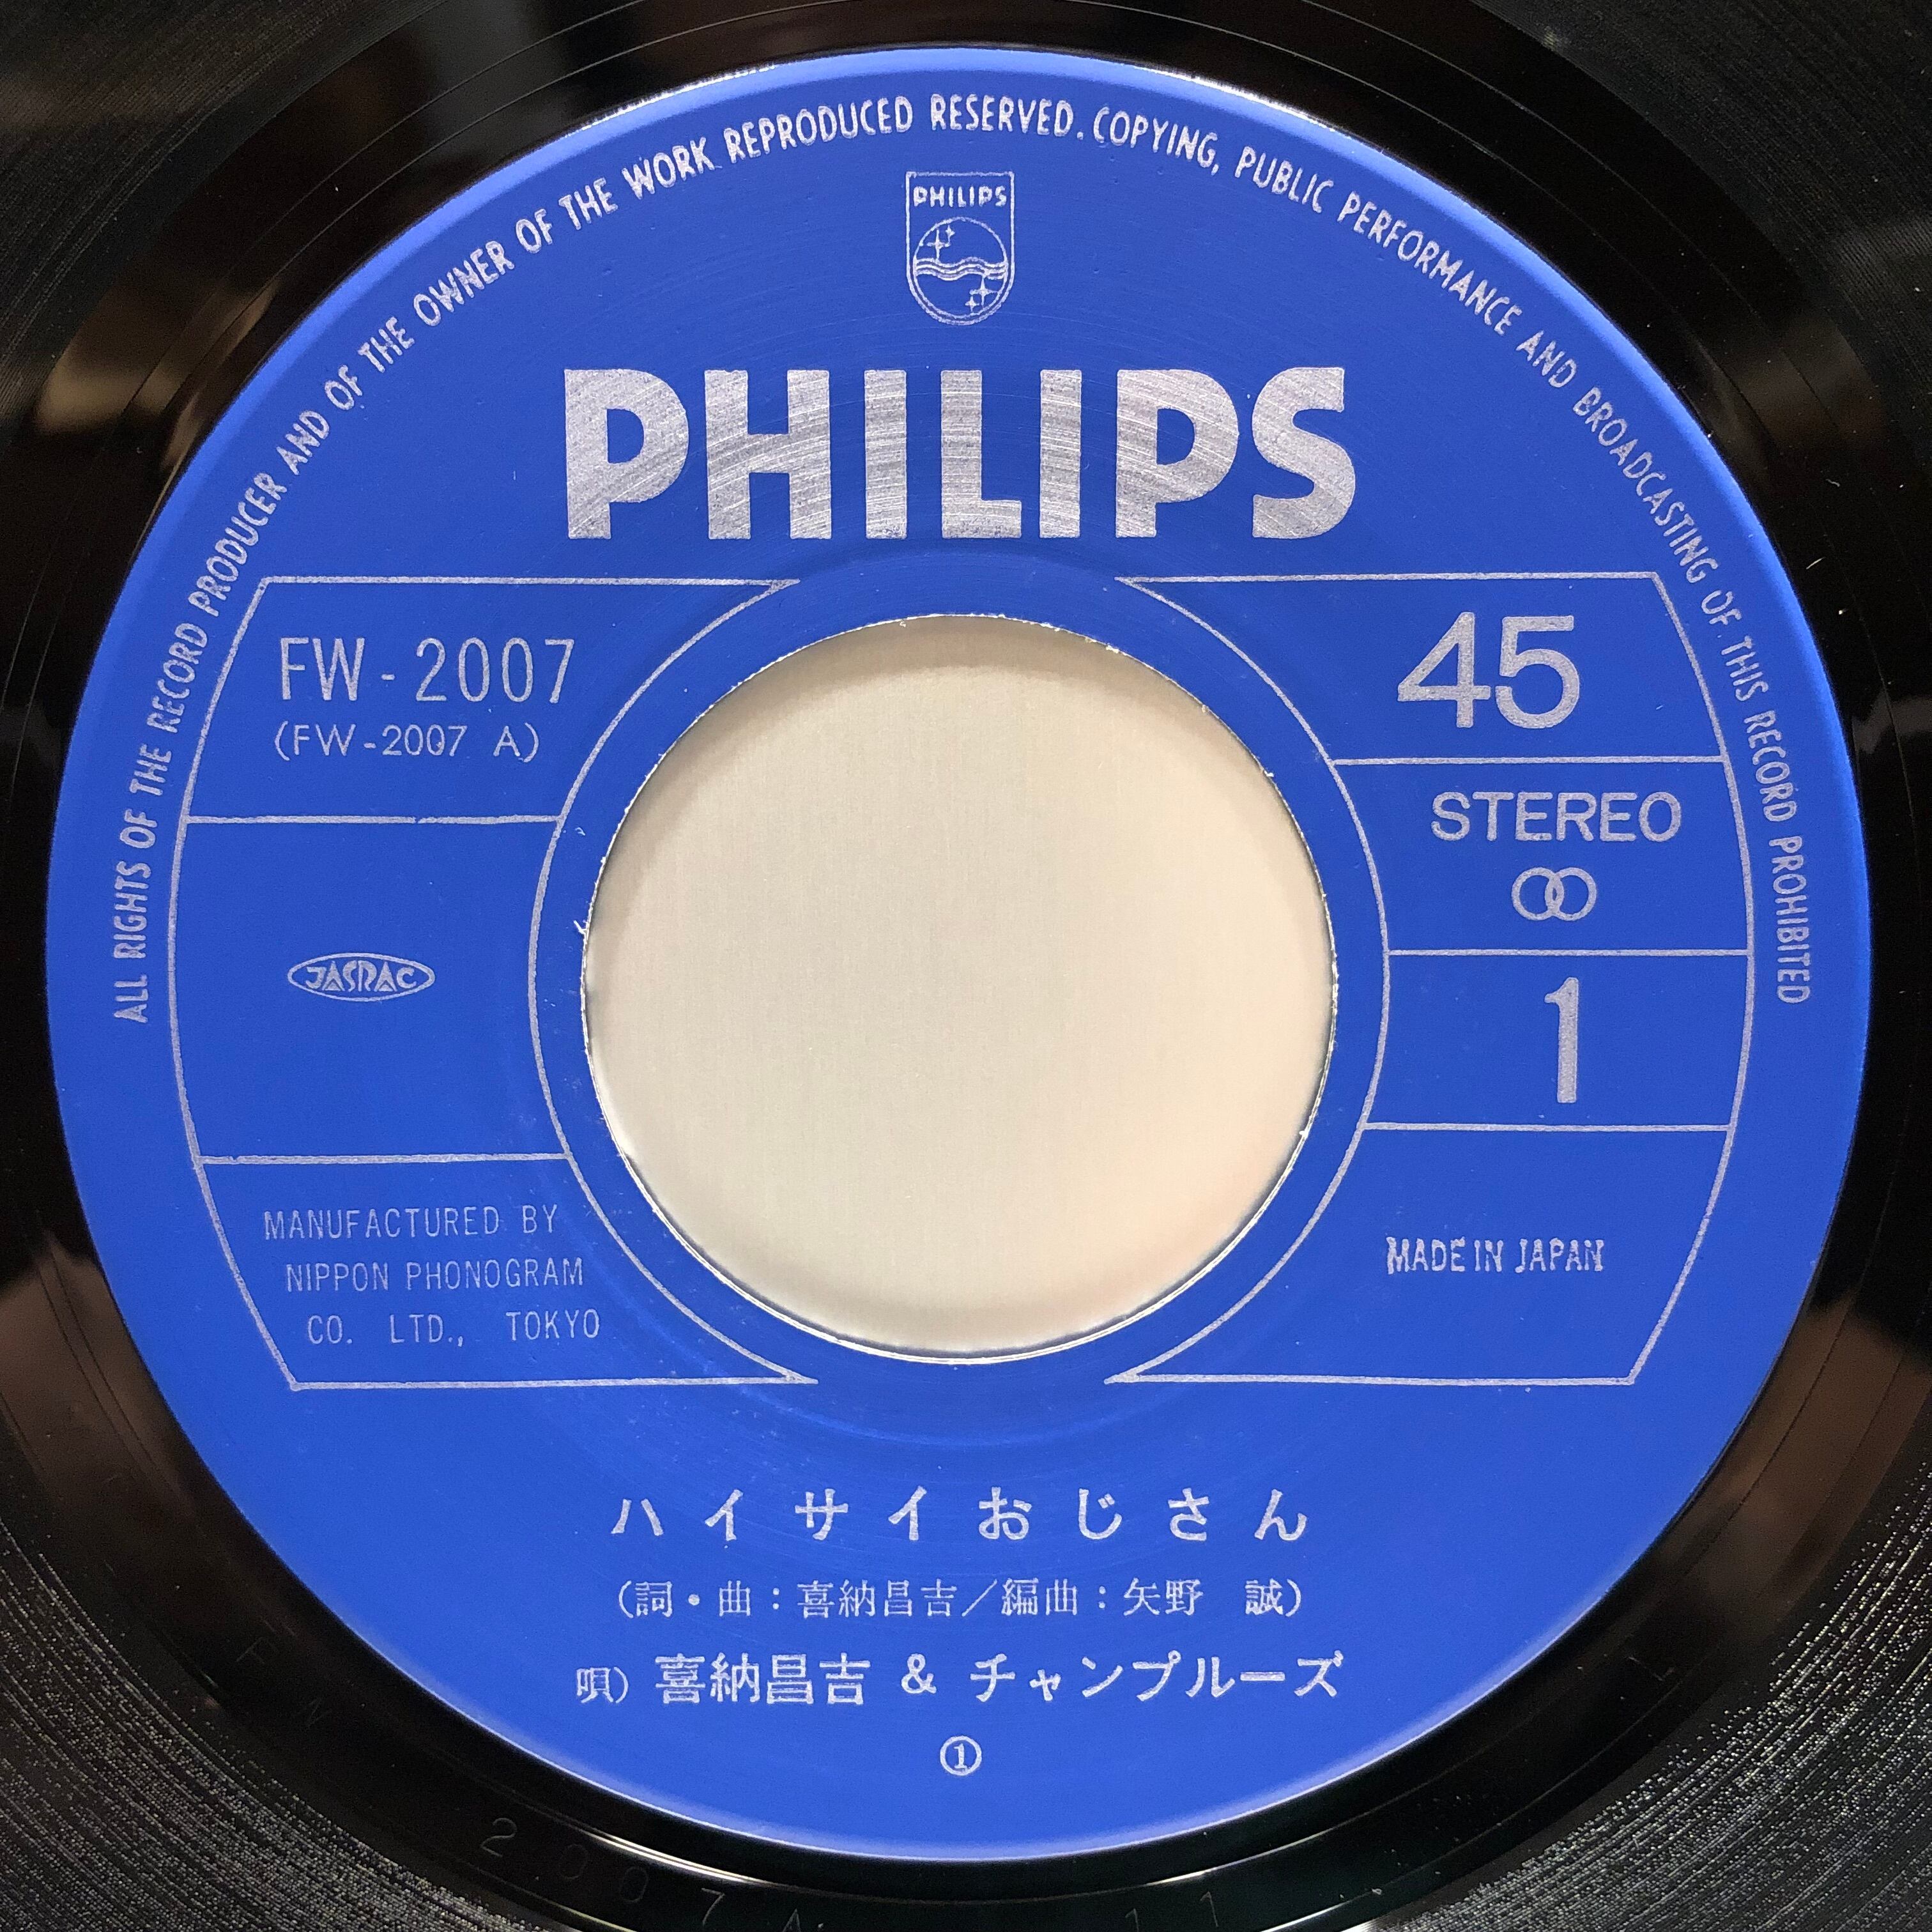 ALL RIGHTS OF THE RECORD PRODUCER AND OF THE OWNER OF THE WORK REPRODUCED RESERVED. COPYING, PUBLIC PERFORMANCE AND BROADCASTING OF THIS RECORD PROHIBITED
PHILIPS
PHILIPS
FW-2007
(FW-2007 A)
45
STEREO
JASRAC
1
MANUFACTURED BY
NIPPON PHONOGRAM
CO. LTD., TOKYO
MADE IN JAPAN
ハイサイおじさん
(詞・曲:喜納昌吉/編曲:矢野 誠)
唄) 喜納昌吉 & チャンプルーズ
①
FW 2007A 11